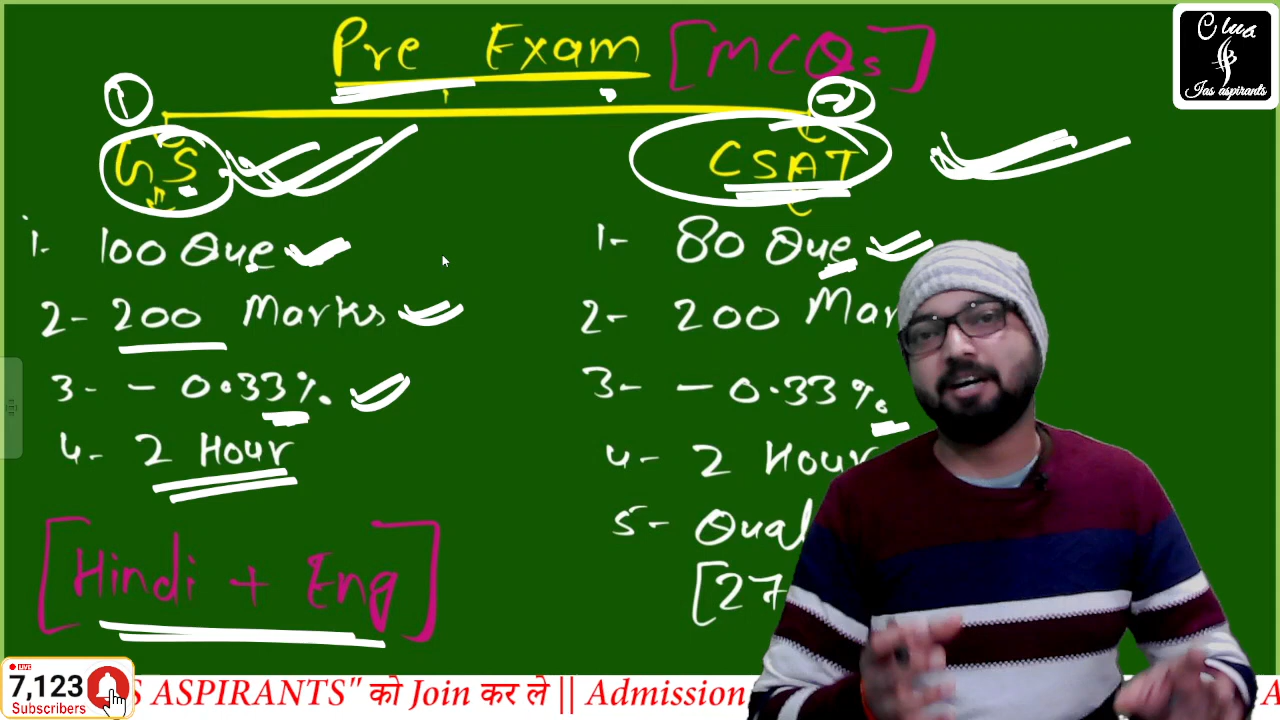 Pre Exam [MCQs]
① ②
GS CSAT
1- 100 Que
2- 200 Marks
3- - 0.33%.
4- 2 Hour
[Hindi + Eng]
1- 80 Que
2- 200 Mar
3- - 0.33%.
4- 2 Hour
5- Qual
[27
C lua
Ias aspirants
LIVE
7,123
Subscribers
S ASPIRANTS" को Join कर ले || Admission